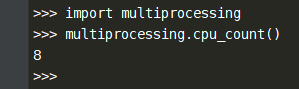 >>> import multiprocessing
>>> multiprocessing.cpu_count()
8
>>>